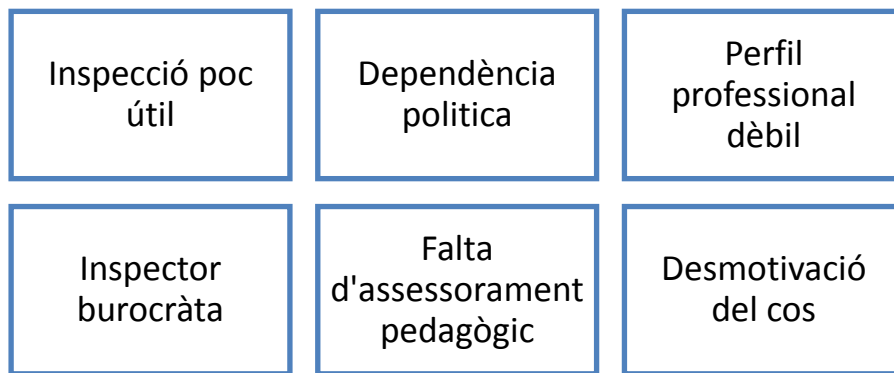 Inspecció poc
útil
Dependència
politica
Perfil
professional
dèbil
Inspector
burocràta
Falta
d'assessorament
pedagògic
Desmotivació
del cos